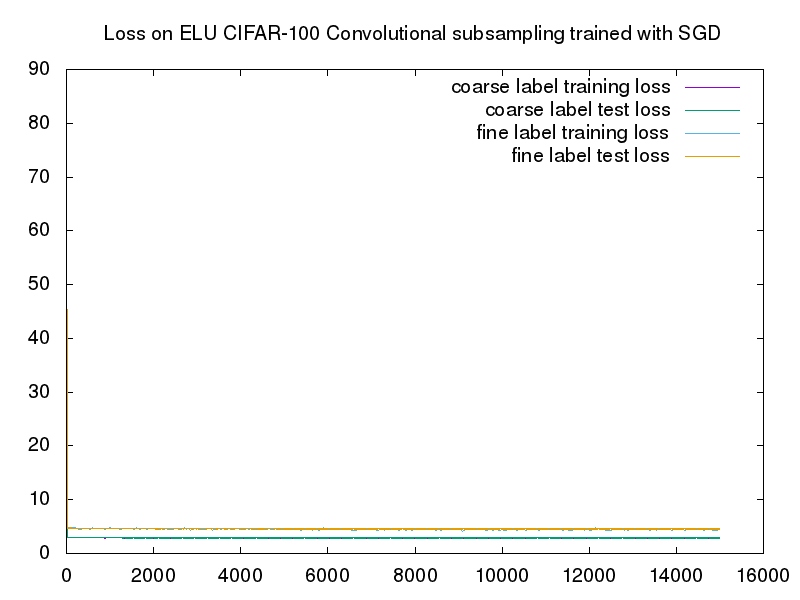 Loss on ELU CIFAR-100 Convolutional subsampling trained with SGD
90
80
70
60
50
40
30
20
10
0
coarse label training loss
coarse label test loss
fine label training loss
fine label test loss
0 2000 4000 6000 8000 10000 12000 14000 16000